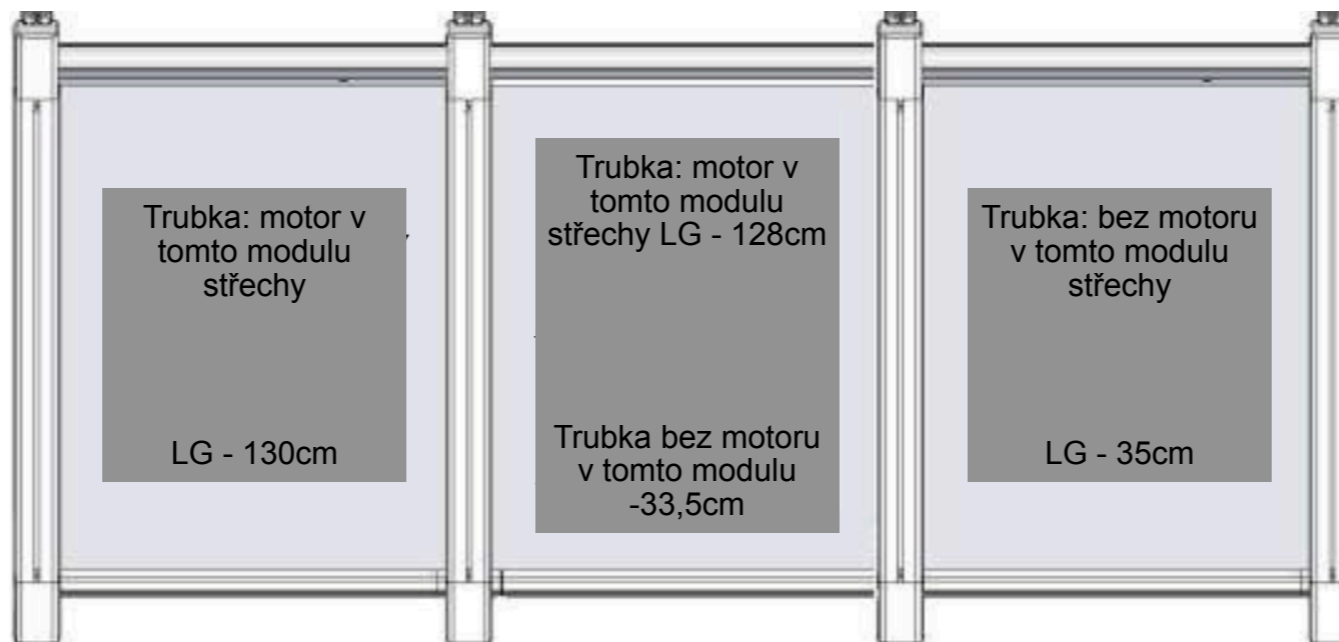 Trubka: motor v
tomto modulu
střechy
LG - 130cm
Trubka: motor v
tomto modulu
střechy LG - 128cm
Trubka bez motoru
v tomto modulu
-33,5cm
Trubka: bez motoru
v tomto modulu
střechy
LG - 35cm